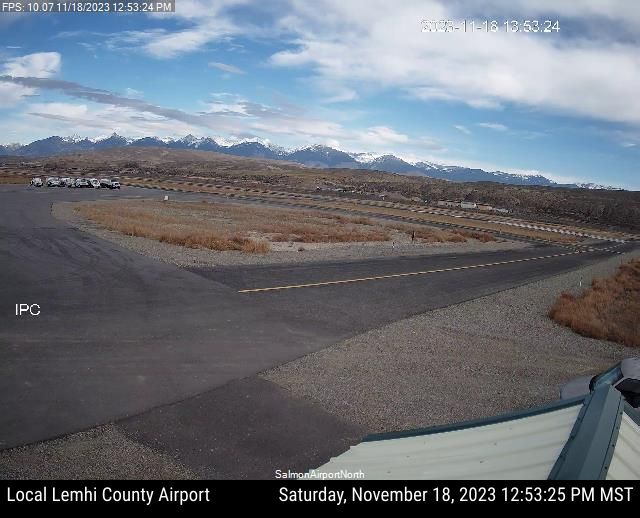 FPS: 10.07 11/18/2023 12:53:24 PM
2023-11-18 13:53:24
IPC
SalmonAirportNorth
Local Lemhi County Airport Saturday, November 18, 2023 12:53:25 PM MST